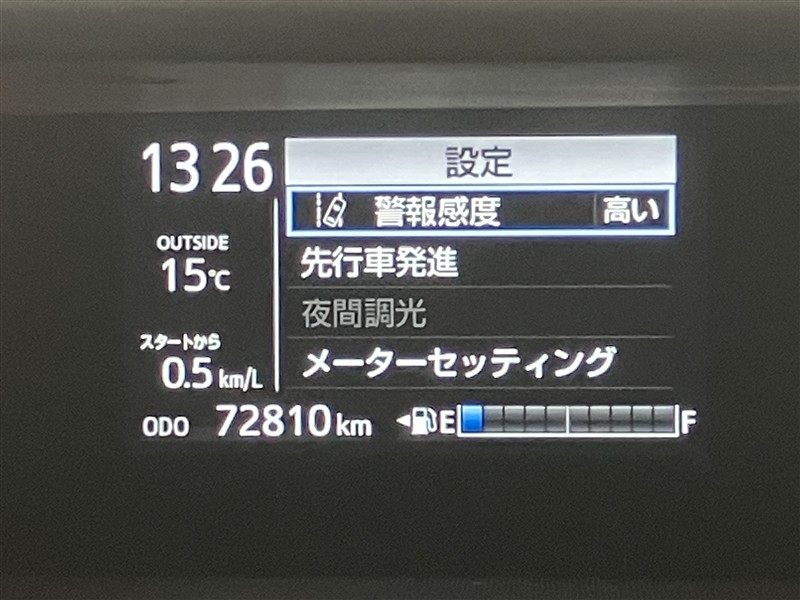 13 26
設定
警報感度 高い
OUTSIDE
15℃
先行車発進
夜間調光
スタートから
0.5 km/L
メーターセッティング
ODO 72810 km
E F